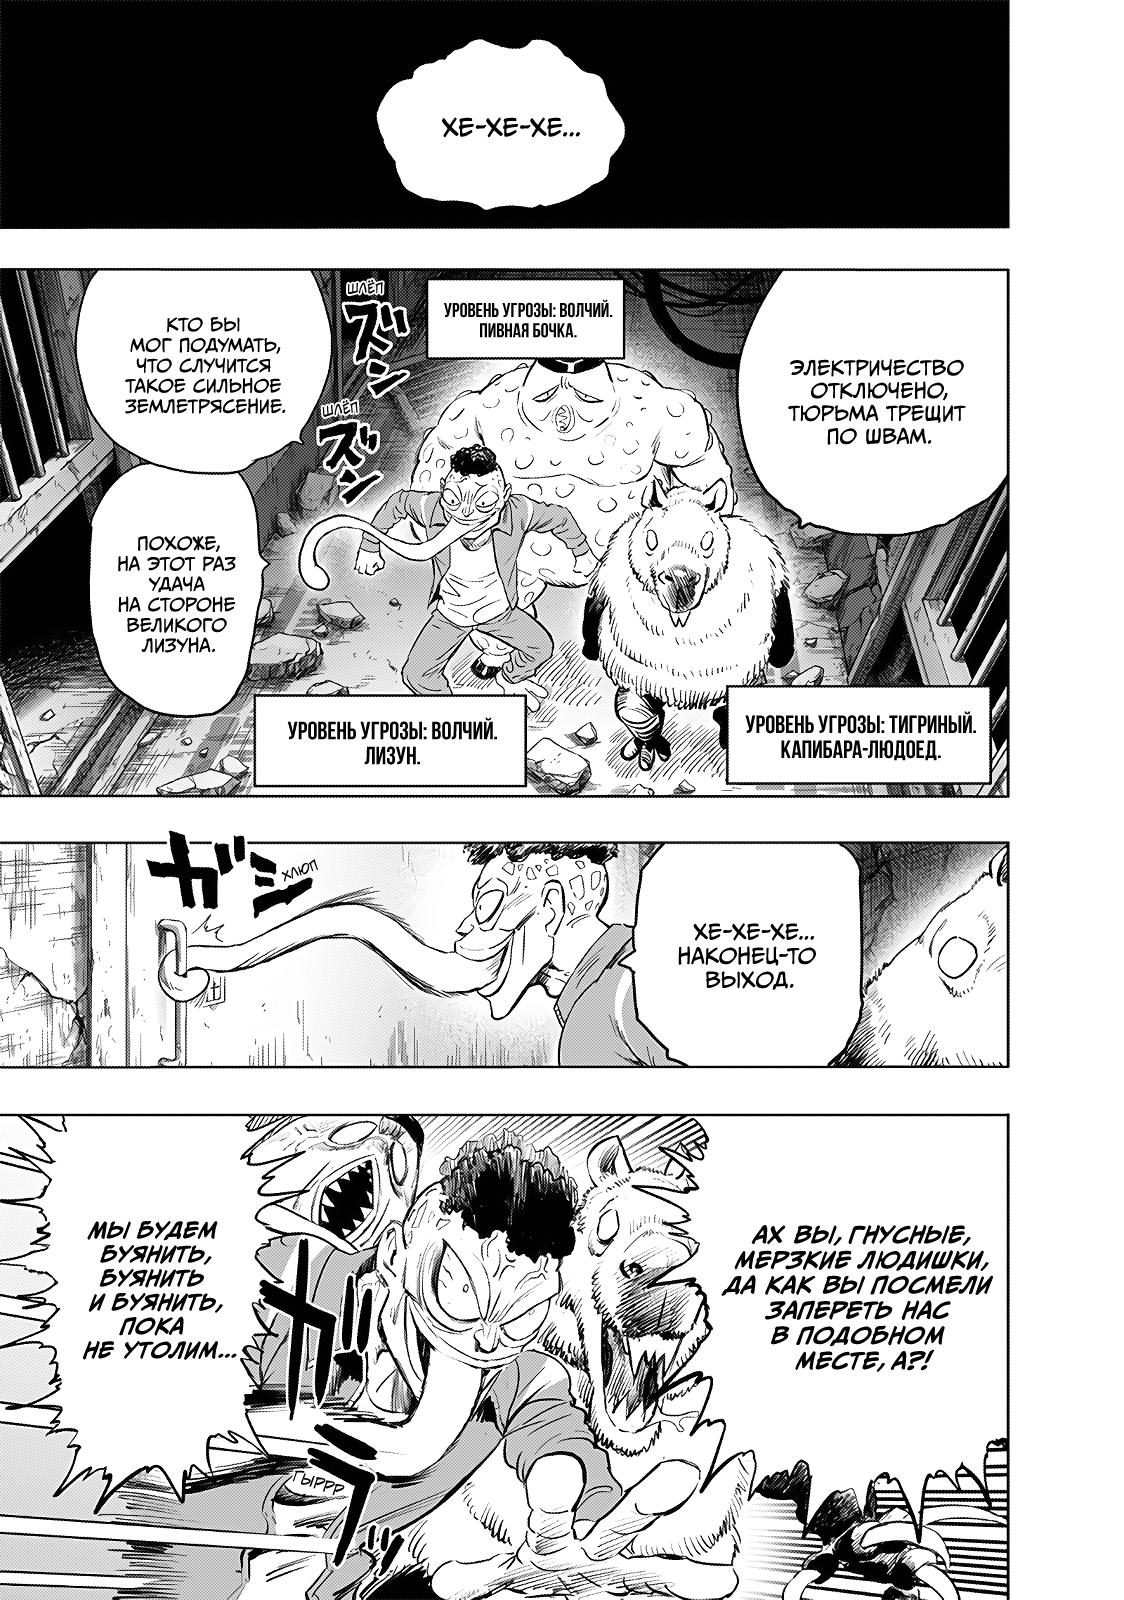 ХЕ-ХЕ-ХЕ...
ЭЛЕКТРИЧЕСТВО
ОТКЛЮЧЕНО,
ТЮРЬМА ТРЕЩИТ
ПО ШВАМ.
УРОВЕНЬ УГРОЗЫ: ВОЛЧИЙ.
ПИВНАЯ БОЧКА.
ШЛЁП
ズリ
ン
ШЛЁП
ズリ
ン
КТО БЫ
МОГ ПОДУМАТЬ,
ЧТО СЛУЧИТСЯ
ТАКОЕ СИЛЬНОЕ
ЗЕМЛЕТРЯСЕНИЕ.
ПОХОЖЕ,
НА ЭТОТ РАЗ
УДАЧА
НА СТОРОНЕ
ВЕЛИКОГО
ЛИЗУНА.
УРОВЕНЬ УГРОЗЫ: ТИГРИНЫЙ.
КАПИБАРА-ЛЮДОЕД.
УРОВЕНЬ УГРОЗЫ: ВОЛЧИЙ.
ЛИЗУН.
ХЕ-ХЕ-ХЕ...
НАКОНЕЦ-ТО
ВЫХОД.
ガシ
ХЛЮП
АХ ВЫ, ГНУСНЫЕ,
МЕРЗКИЕ ЛЮДИШКИ,
ДА КАК ВЫ ПОСМЕЛИ
ЗАПЕРЕТЬ НАС
В ПОДОБНОМ
МЕСТЕ, А?!
МЫ БУДЕМ
БУЯНИТЬ,
БУЯНИТЬ
И БУЯНИТЬ,
ПОКА
НЕ УТОЛИМ...
ГЫРРР